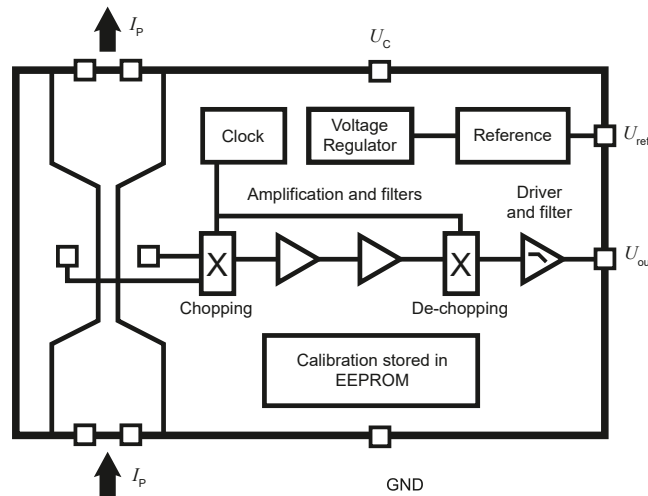 I_P
U_C
Clock
Voltage
Regulator
Reference
U_ref
Amplification and filters
Driver
and filter
X
X
U_ou
Chopping
De-chopping
Calibration stored in
EEPROM
I_P
GND